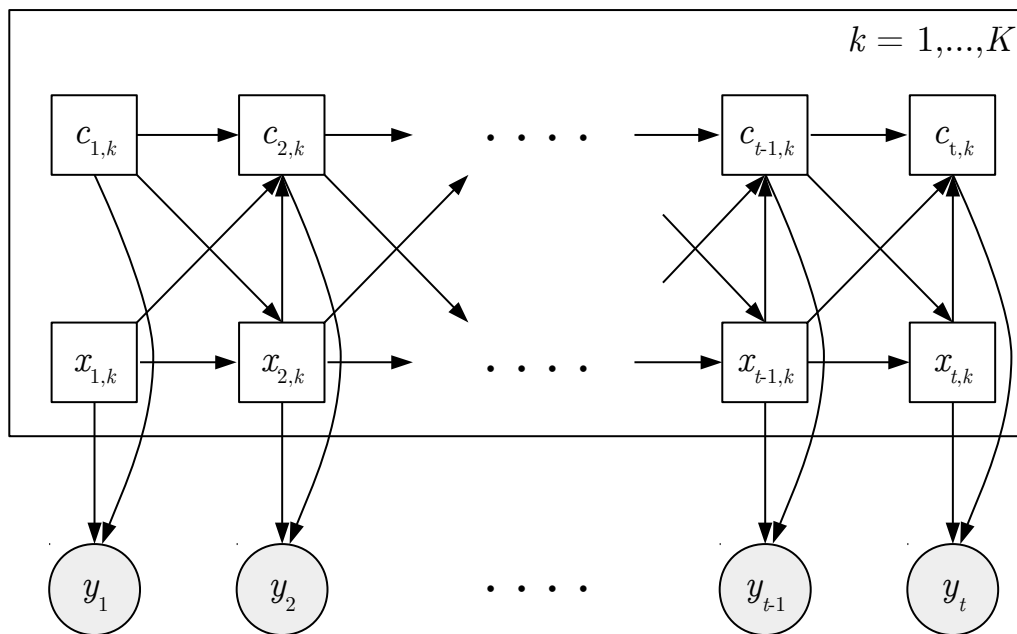 k = 1,...,K
c1,k c2,k . . . . ct-1,k ct,k
x1,k x2,k . . . . xt-1,k xt,k
y1 y2 . . . . yt-1 yt